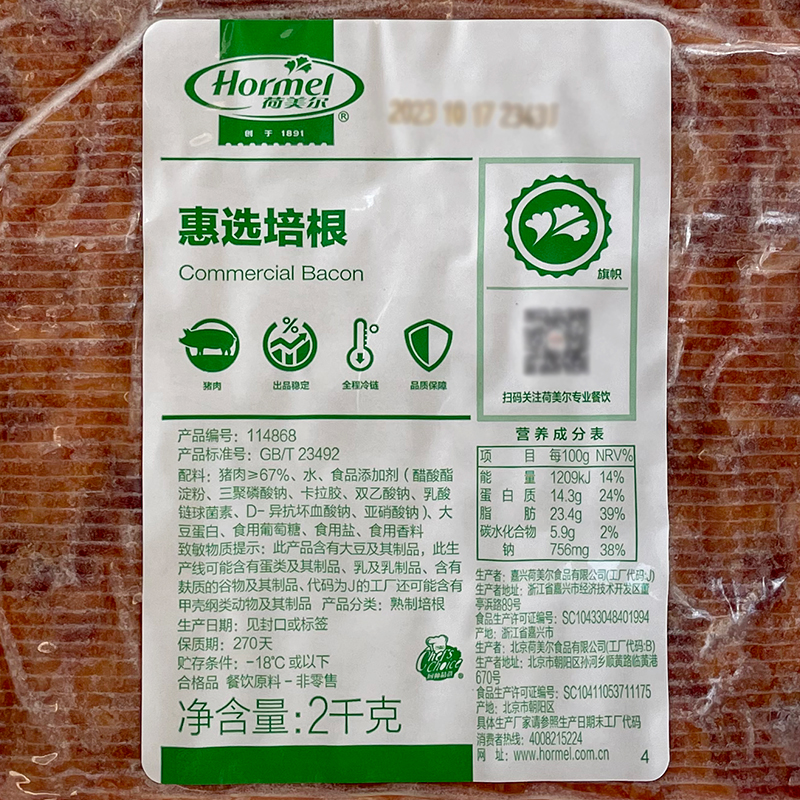 Hormel
荷美尔
®
创于1891
2023 10 17
惠选培根
Commercial Bacon
猪肉
出品稳定
全程冷链
品质保障
旗帜
扫码关注荷美尔专业餐饮
产品编号：114868
产品标准号：GB/T 23492
配料：猪肉≥67%、水、食品添加剂（醋酸酯
淀粉、三聚磷酸钠、卡拉胶、双乙酸钠、乳酸
链球菌素、D-异抗坏血酸钠、亚硝酸钠）、大
豆蛋白、食用葡萄糖、食用盐、食用香料
致敏物质提示：此产品含有大豆及其制品，此生
产线可能含有蛋类及其制品、乳及乳制品、含有
麸质的谷物及其制品、代码为J的工厂还可能含有
甲壳纲类动物及其制品 产品分类：熟制培根
生产日期：见封口或标签
保质期：270天
贮存条件：-18℃或以下
合格品 餐饮原料-非零售
净含量：2千克
Chef's
Choice
厨师精选
营养成分表
项 目 每100g NRV%
能 量 1209kJ 14%
蛋白质 14.3g 24%
脂 肪 23.4g 39%
碳水化合物 5.9g 2%
钠 756mg 38%
生产者：嘉兴荷美尔食品有限公司(工厂代码:J)
生产者地址：浙江省嘉兴市经济技术开发区董
亭浜路89号
食品生产许可证编号：SC10433048401994
产地：浙江省嘉兴市
生产者：北京荷美尔食品有限公司(工厂代码:B)
生产者地址：北京市朝阳区孙河乡顺黄路临黄港
670号
食品生产许可证编号：SC10411053711175
产地：北京市朝阳区
具体生产厂家请参照生产日期末工厂代码
消费者热线：4008215224
网 址：www.hormel.com.cn
4